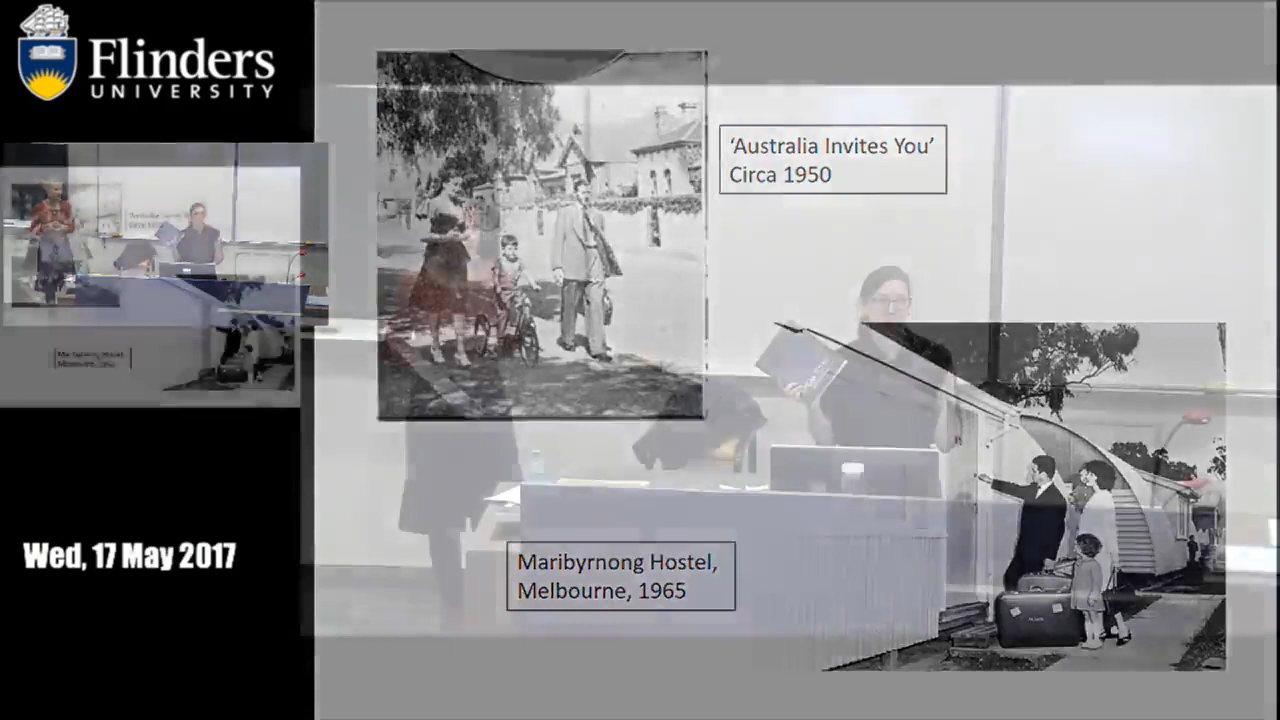 Flinders
UNIVERSITY
'Australia Invites You'
Circa 1950
Maribyrnong Hostel,
Melbourne, 1965
Wed, 17 May 2017